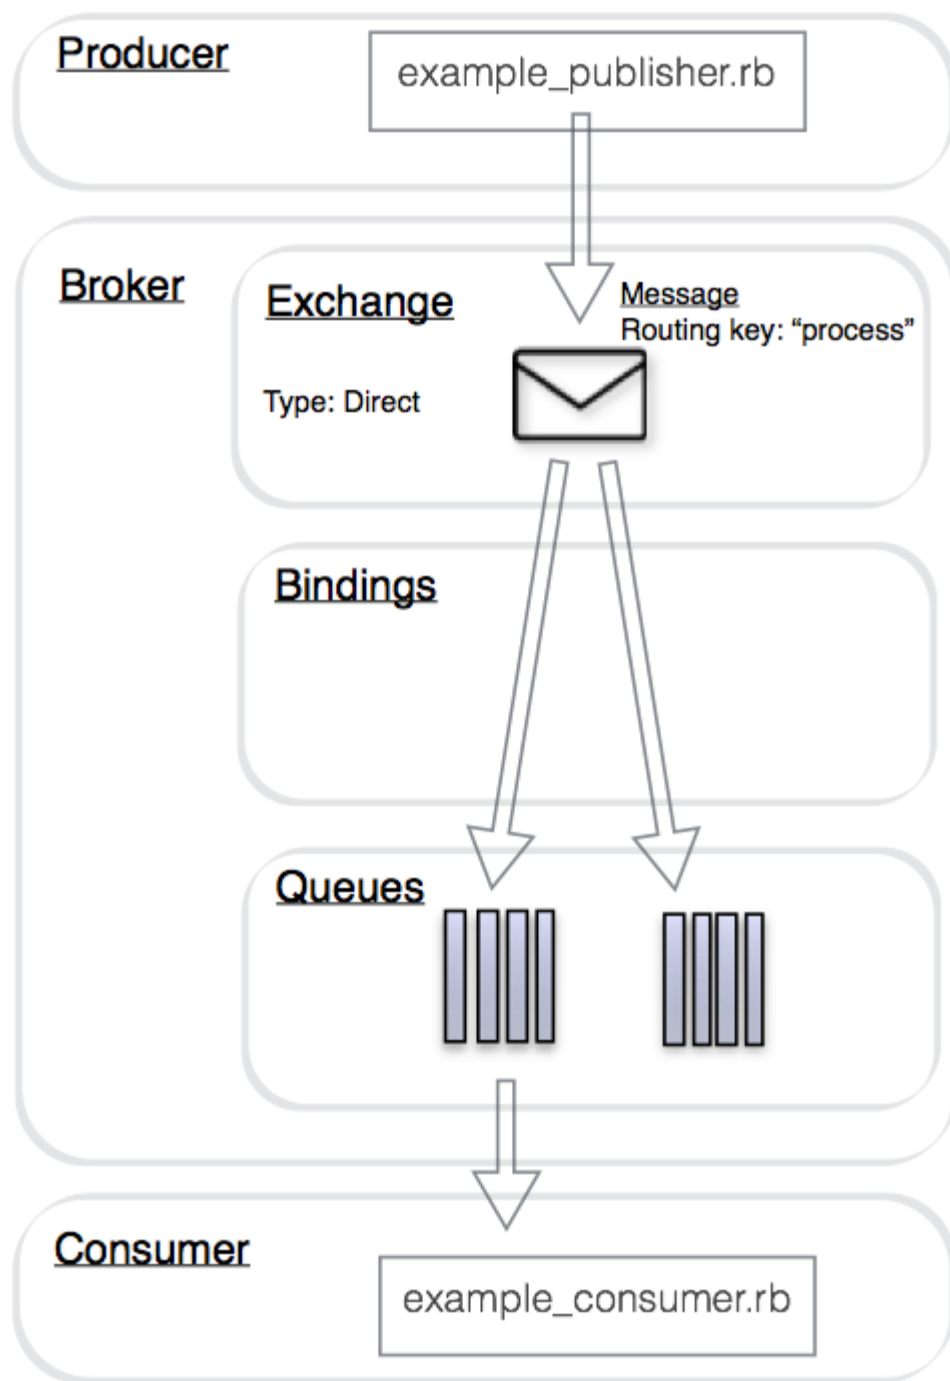 Producer
example_publisher.rb
Broker
Exchange
Message
Routing key: “process”
Type: Direct
Bindings
Queues
Consumer
example_consumer.rb